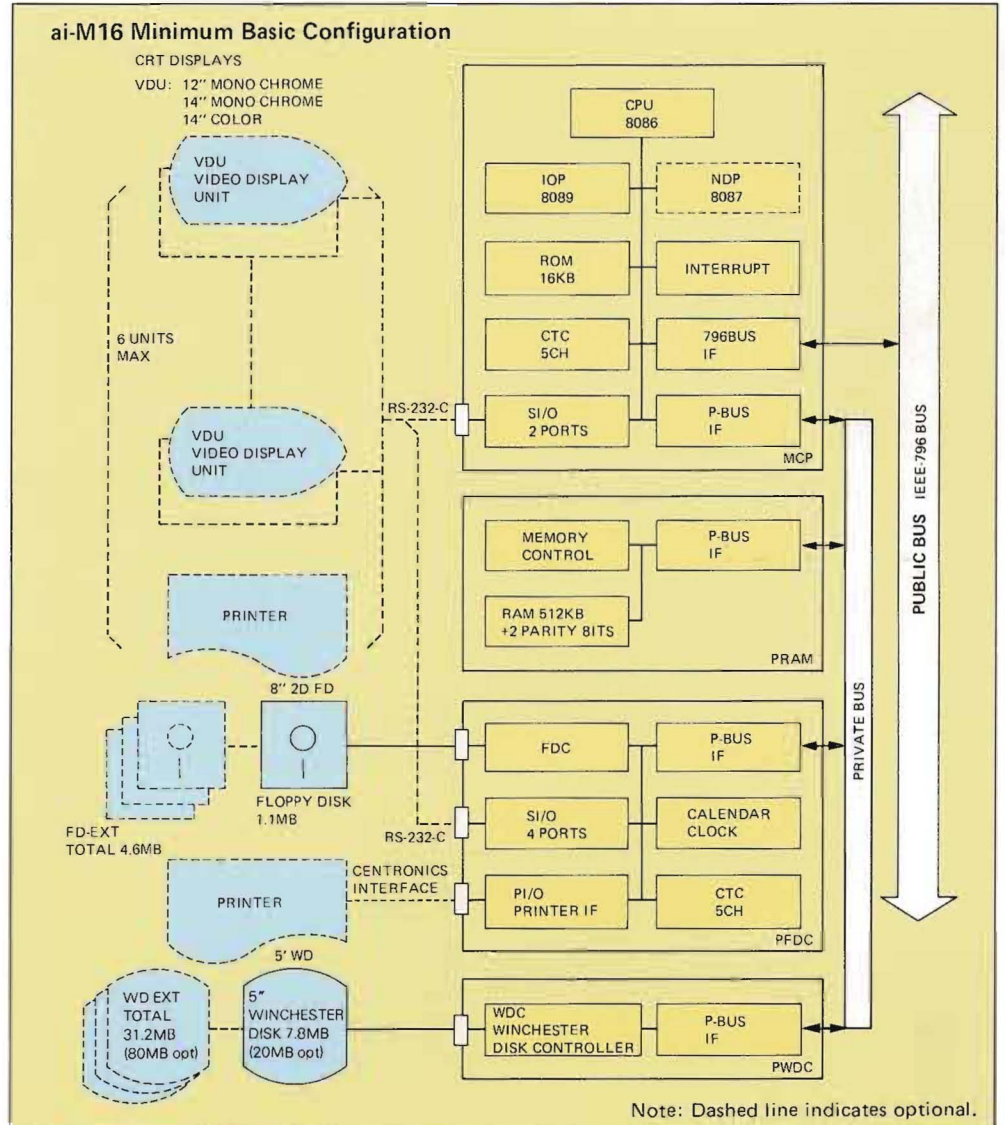 ai-M16 Minimum Basic Configuration
CRT DISPLAYS
VDU: 12" MONO CHROME
14" MONO CHROME
14" COLOR
VDU
VIDEO DISPLAY
UNIT
6 UNITS
MAX
VDU
VIDEO DISPLAY
UNIT
PRINTER
8" 2D FD
FLOPPY DISK
1.1MB
FD-EXT
TOTAL 4.6MB
RS-232-C
RS-232-C
CENTRONICS
INTERFACE
PRINTER
5' WD
WD EXT
TOTAL
31.2MB
(80MB opt)
5"
WINCHESTER
DISK 7.8MB
(20MB opt)
CPU
8086
IOP
8089
NDP
8087
ROM
16KB
INTERRUPT
CTC
5CH
796BUS
IF
SI/O
2 PORTS
P-BUS
IF
MCP
MEMORY
CONTROL
P-BUS
IF
RAM 512KB
+2 PARITY BITS
PRAM
FDC
P-BUS
IF
SI/O
4 PORTS
CALENDAR
CLOCK
PI/O
PRINTER IF
CTC
5CH
PFDC
WDC
WINCHESTER
DISK CONTROLLER
P-BUS
IF
PWDC
PRIVATE BUS
PUBLIC BUS IEEE-796 BUS
Note: Dashed line indicates optional.